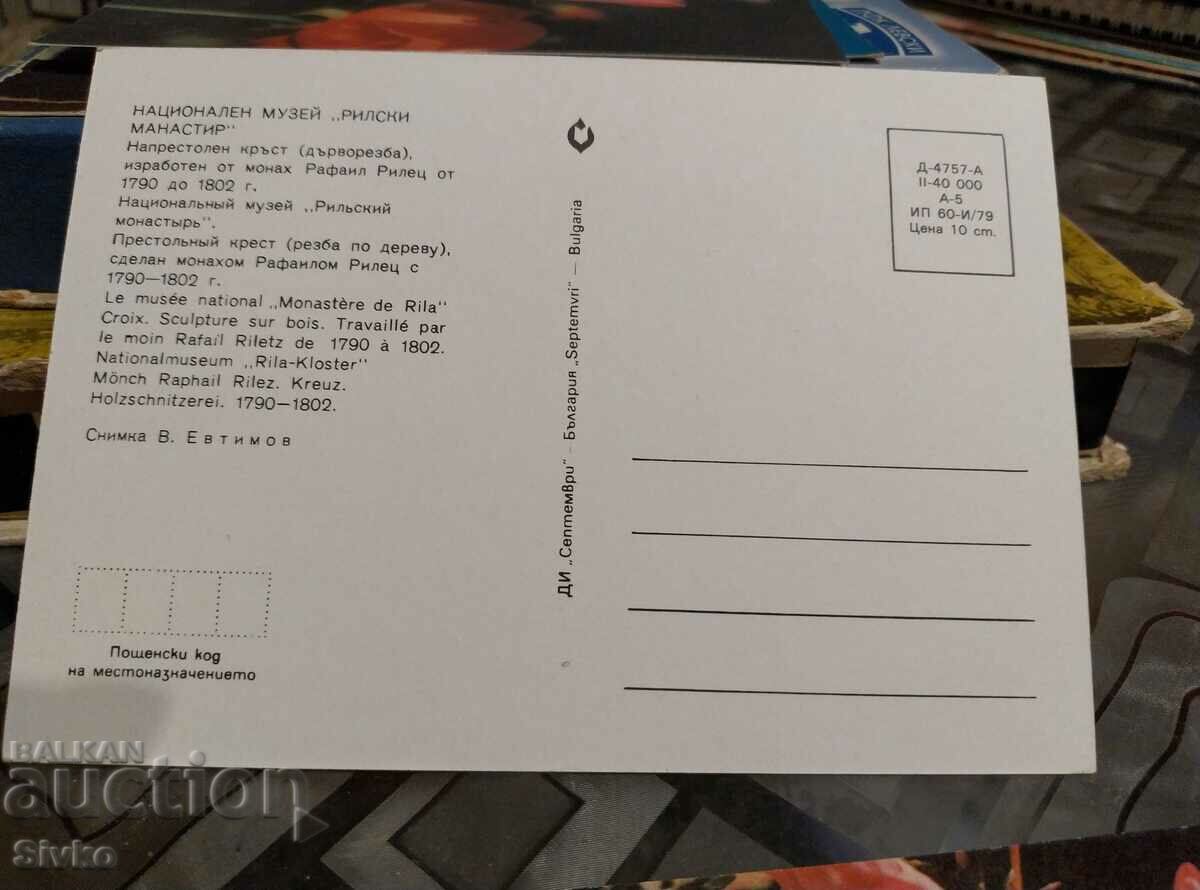 НАЦИОНАЛЕН МУЗЕЙ „РИЛСКИ
МАНАСТИР"
Напрестолен кръст (дърворезба),
изработен от монах Рафаил Рилец от
1790 до 1802 г.
Национальный музей „Рильский
монастырь".
Престольный крест (резба по дереву),
сделан монахом Рафаилом Рилец с
1790—1802 г.
Le musée national „Monastère de Rila"
Croix. Sculpture sur bois. Travaillé par
le moin Rafail Riletz de 1790 à 1802.
Nationalmuseum „Rila-Kloster"
Mönch Raphail Rilez. Kreuz.
Holzschnitzerei. 1790—1802.
Снимка В. Евтимов
Пощенски код
на местоназначението
ДИ „Септември" — България „Septemvri" — Bulgaria
Д-4757-А
II-40 000
А-5
ИП 60-И/79
Цена 10 ст.
BALKAN
auction
Sivko